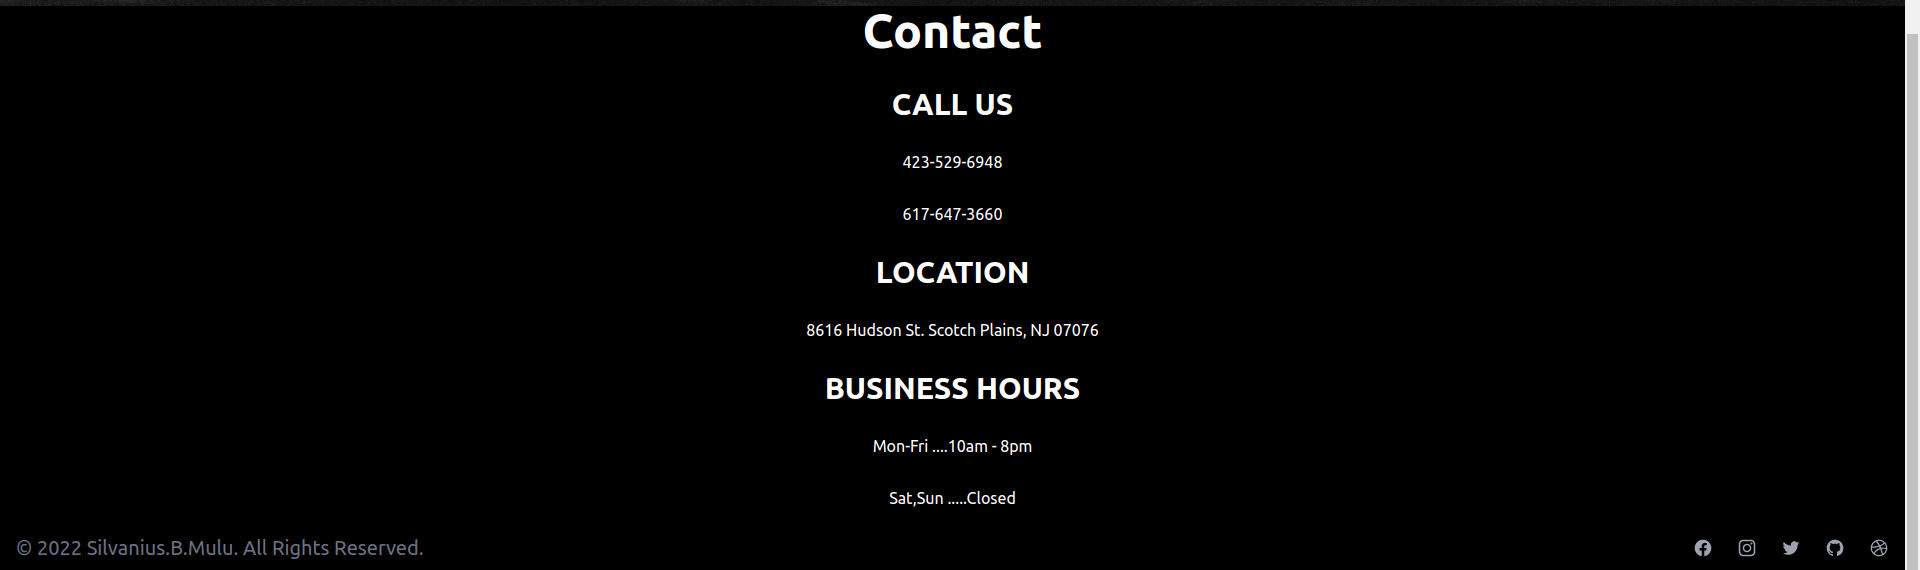 Contact
CALL US
423-529-6948
617-647-3660
LOCATION
8616 Hudson St. Scotch Plains, NJ 07076
BUSINESS HOURS
Mon-Fri ....10am - 8pm
Sat,Sun .....Closed
© 2022 Silvanius.B.Mulu. All Rights Reserved.